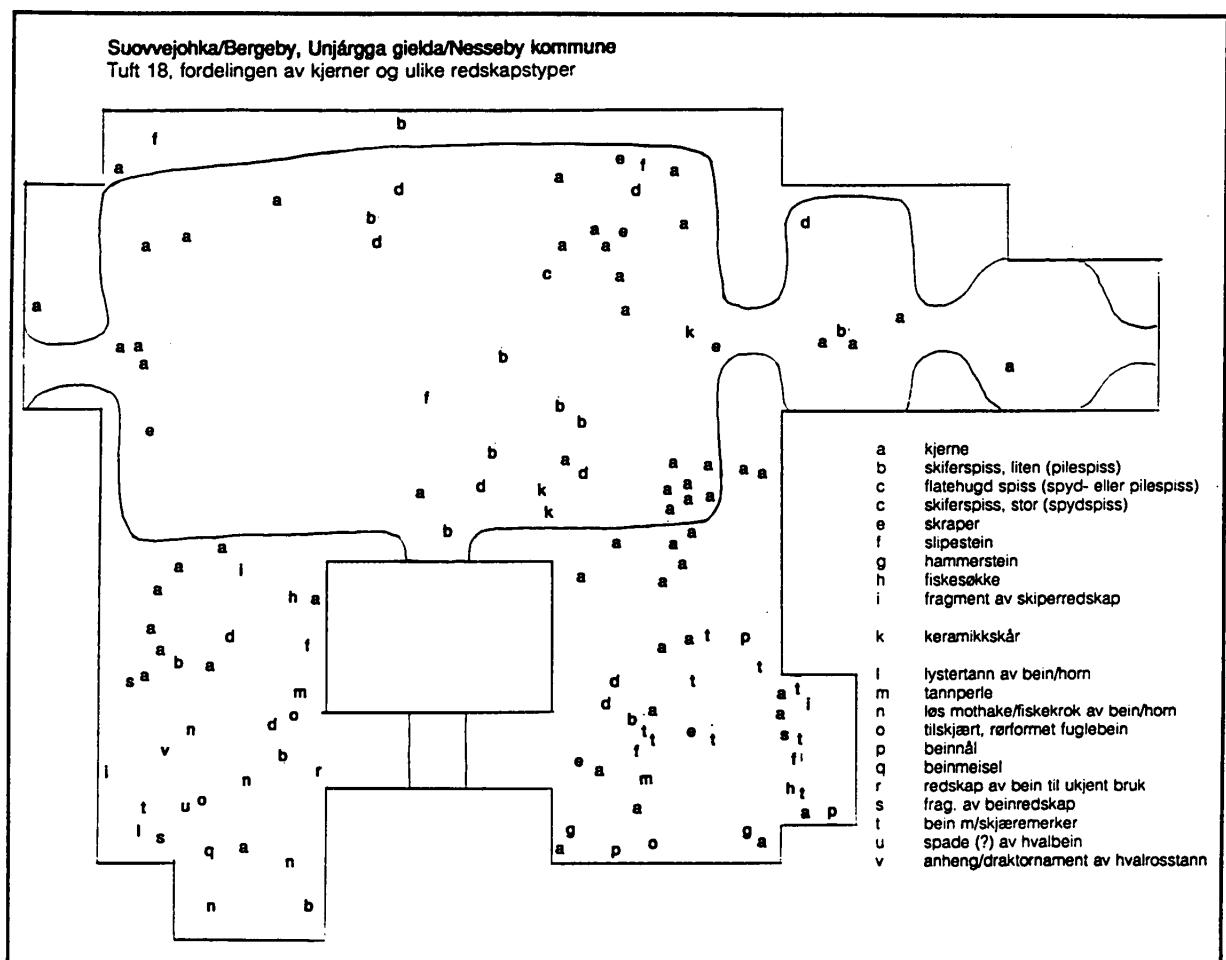 Suovvejohka/Bergeby, Unjárgga gielda/Nesseby kommune
Tuft 18, fordelingen av kjerner og ulike redskapstyper
b
f
e f
a a a
d d
a
b d
a e a
a a d a a
c a
a
a
k b a
a a e a a
b
a a
f
b b
e
b
a d a a a a
a d k a a
a a
k a
b a
a a a
a i a
a a a
h a
d a t p
a f a
a b a t
s a d t
m a t
o d a i
d b a
n t e s
v b f t t t
i r e a f i
n m
t u o a h t
l s g g a p
q a a p o a
n
n b
a kjerne
b skiferspiss, liten (pilespiss)
c flatehugd spiss (spyd- eller pilespiss)
c skiferspiss, stor (spydspiss)
e skraper
f slipestein
g hammerstein
h fiskesøkke
i fragment av skiperredskap
k keramikkskår
l lystertann av bein/horn
m tannperle
n løs mothake/fiskekrok av bein/horn
o tilskjært, rørformet fuglebein
p beinnål
q beinmeisel
r redskap av bein til ukjent bruk
s frag. av beinredskap
t bein m/skjæremerker
u spade (?) av hvalbein
v anheng/draktornament av hvalrosstann